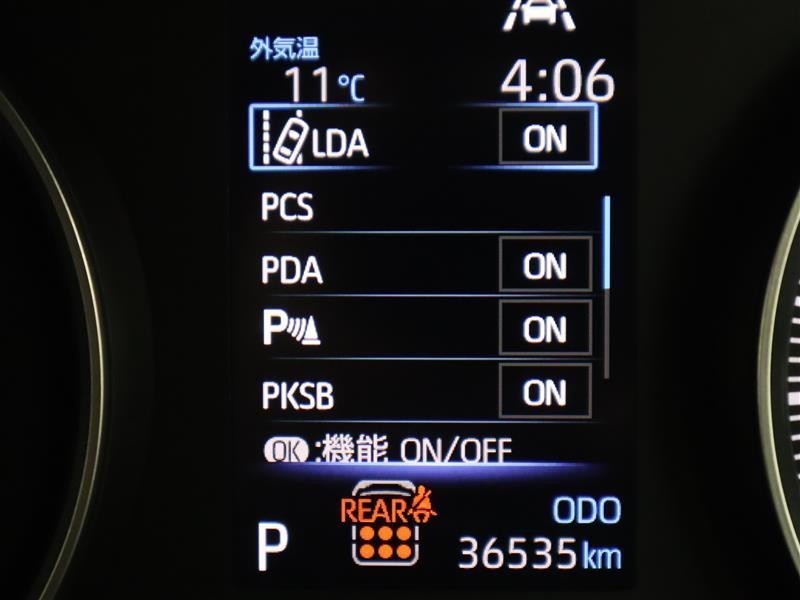 外気温
11℃ 4:06
LDA ON
PCS
PDA ON
P ON
PKSB ON
OK :機能 ON/OFF
REAR
ODO
P 36535km